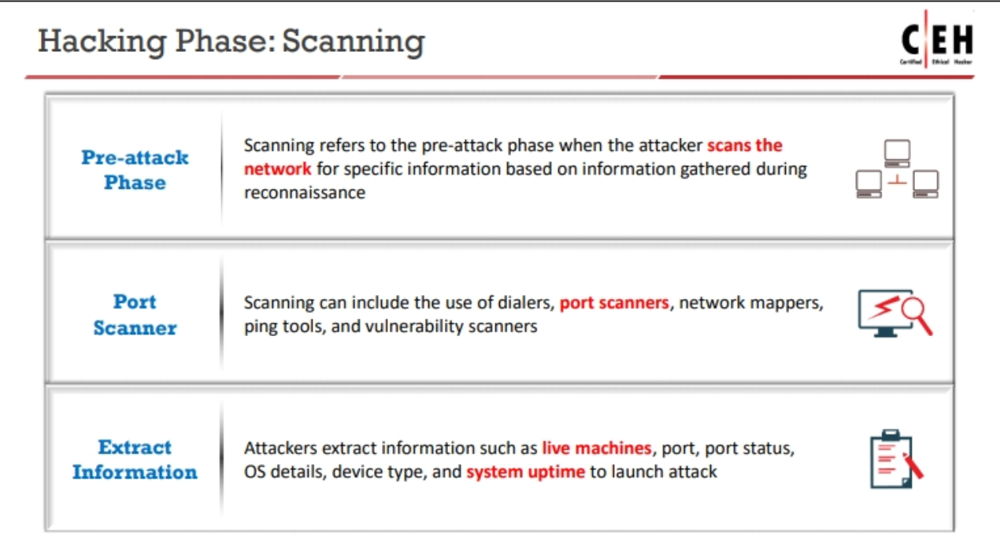 Hacking Phase: Scanning
C|EH
Certified Ethical Hacker
Pre-attack
Phase
Scanning refers to the pre-attack phase when the attacker scans the
network for specific information based on information gathered during
reconnaissance
Port
Scanner
Scanning can include the use of dialers, port scanners, network mappers,
ping tools, and vulnerability scanners
Extract
Information
Attackers extract information such as live machines, port, port status,
OS details, device type, and system uptime to launch attack